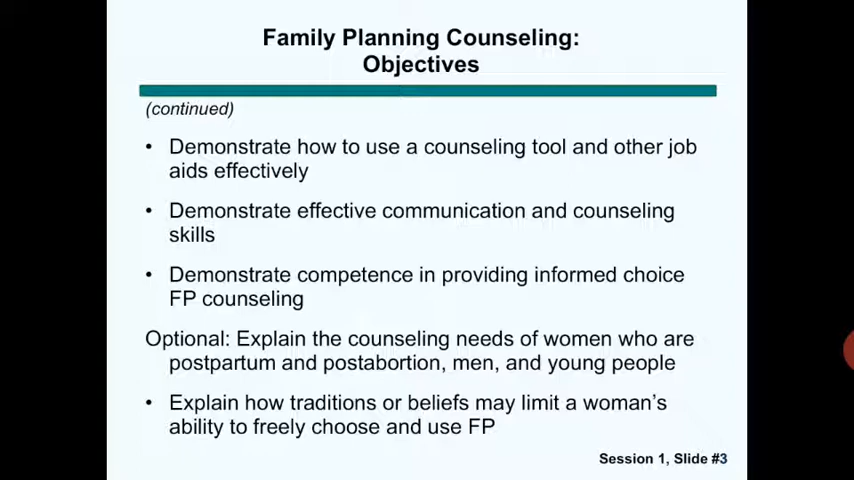 Family Planning Counseling:
Objectives
(continued)
• Demonstrate how to use a counseling tool and other job
aids effectively
• Demonstrate effective communication and counseling
skills
• Demonstrate competence in providing informed choice
FP counseling
Optional: Explain the counseling needs of women who are
postpartum and postabortion, men, and young people
• Explain how traditions or beliefs may limit a woman's
ability to freely choose and use FP
Session 1, Slide #3